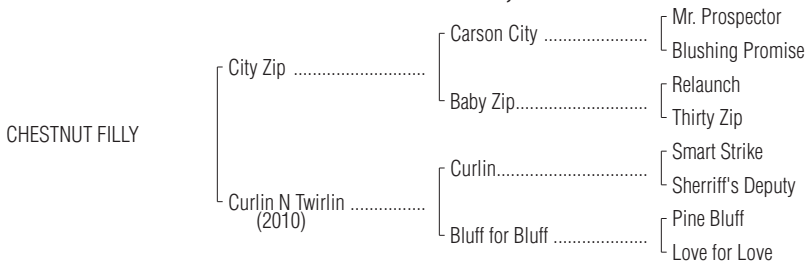 Mr. Prospector
Carson City ......................
Blushing Promise
City Zip ............................
Relaunch
Baby Zip............................
Thirty Zip
CHESTNUT FILLY
Smart Strike
Curlin................................
Sherriff's Deputy
Curlin N Twirlin ................
(2010)
Pine Bluff
Bluff for Bluff ....................
Love for Love